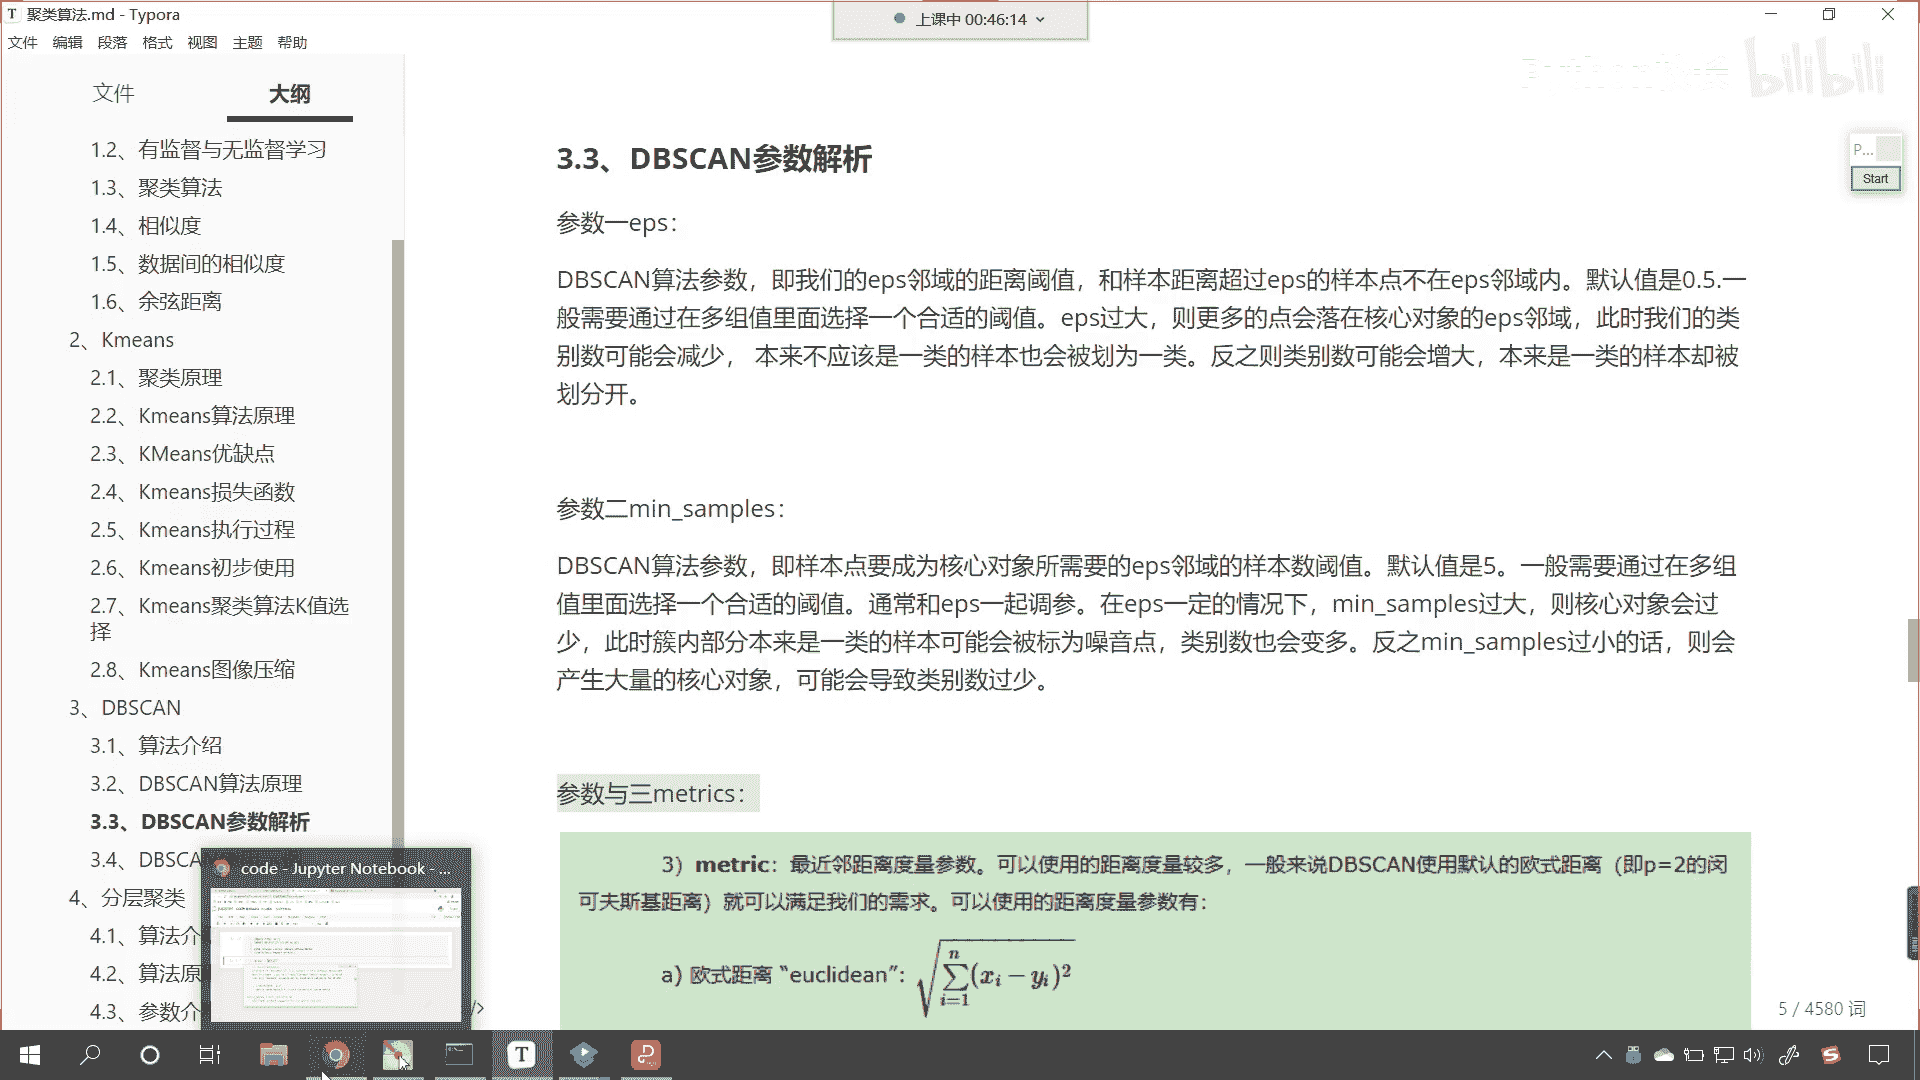 聚类算法.md - Typora
上课中 00:46:14
文件 编辑 段落 格式 视图 主题 帮助
bilibili
文件 大纲
1.2、有监督与无监督学习
1.3、聚类算法
1.4、相似度
1.5、数据间的相似度
1.6、余弦距离
2、Kmeans
2.1、聚类原理
2.2、Kmeans算法原理
2.3、KMeans优缺点
2.4、Kmeans损失函数
2.5、Kmeans执行过程
2.6、Kmeans初步使用
2.7、Kmeans聚类算法K值选
择
2.8、Kmeans图像压缩
3、DBSCAN
3.1、算法介绍
3.2、DBSCAN算法原理
3.3、DBSCAN参数解析
3.4、DBSCA
4、分层聚类
4.1、算法介
4.2、算法原
4.3、参数介
code - Jupyter Notebook - ...
P...
Start
3.3、DBSCAN参数解析
参数一eps：
DBSCAN算法参数，即我们的eps邻域的距离阈值，和样本距离超过eps的样本点不在eps邻域内。默认值是0.5.一
般需要通过在多组值里面选择一个合适的阈值。eps过大，则更多的点会落在核心对象的eps邻域，此时我们的类
别数可能会减少， 本来不应该是一类的样本也会被划为一类。反之则类别数可能会增大，本来是一类的样本却被
划分开。
参数二min_samples：
DBSCAN算法参数，即样本点要成为核心对象所需要的eps邻域的样本数阈值。默认值是5。一般需要通过在多组
值里面选择一个合适的阈值。通常和eps一起调参。在eps一定的情况下，min_samples过大，则核心对象会过
少，此时簇内部分本来是一类的样本可能会被标为噪音点，类别数也会变多。反之min_samples过小的话，则会
产生大量的核心对象，可能会导致类别数过少。
参数与三metrics：
3）metric：最近邻距离度量参数。可以使用的距离度量较多，一般来说DBSCAN使用默认的欧式距离（即p=2的闵
可夫斯基距离）就可以满足我们的需求。可以使用的距离度量参数有：
a) 欧式距离 “euclidean”: √∑_{i=1}^{n}(x_i − y_i)²
5 / 4580 词